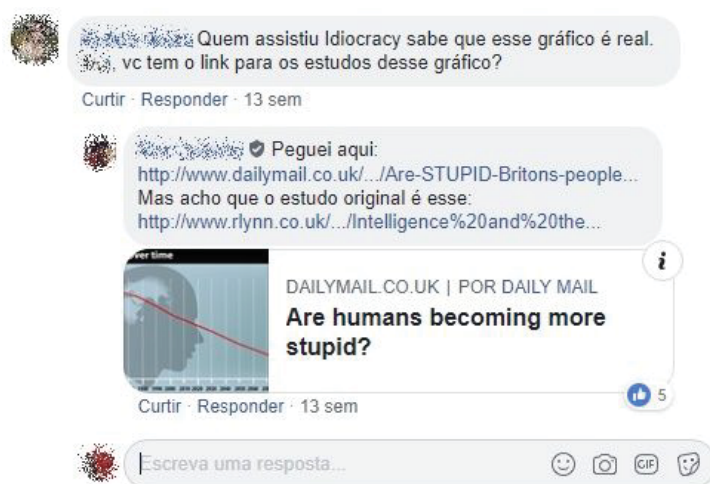 Quem assistiu Idiocracy sabe que esse gráfico é real.
, vc tem o link para os estudos desse gráfico?
Curtir · Responder · 13 sem
Peguei aqui:
http://www.dailymail.co.uk/.../Are-STUPID-Britons-people...
Mas acho que o estudo original é esse:
http://www.rlynn.co.uk/.../Intelligence%20and%20the...
ver time
i
DAILYMAIL.CO.UK | POR DAILY MAIL
Are humans becoming more
stupid?
5
Curtir · Responder · 13 sem
Escreva uma resposta...
GIF